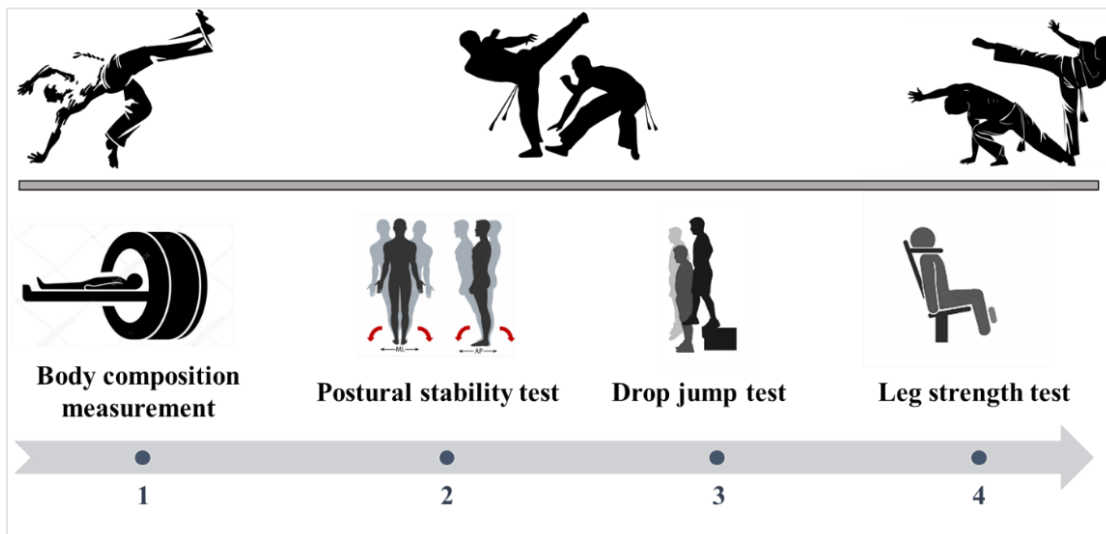 ML
AP
Body composition
measurement
Postural stability test
Drop jump test
Leg strength test
1
2
3
4